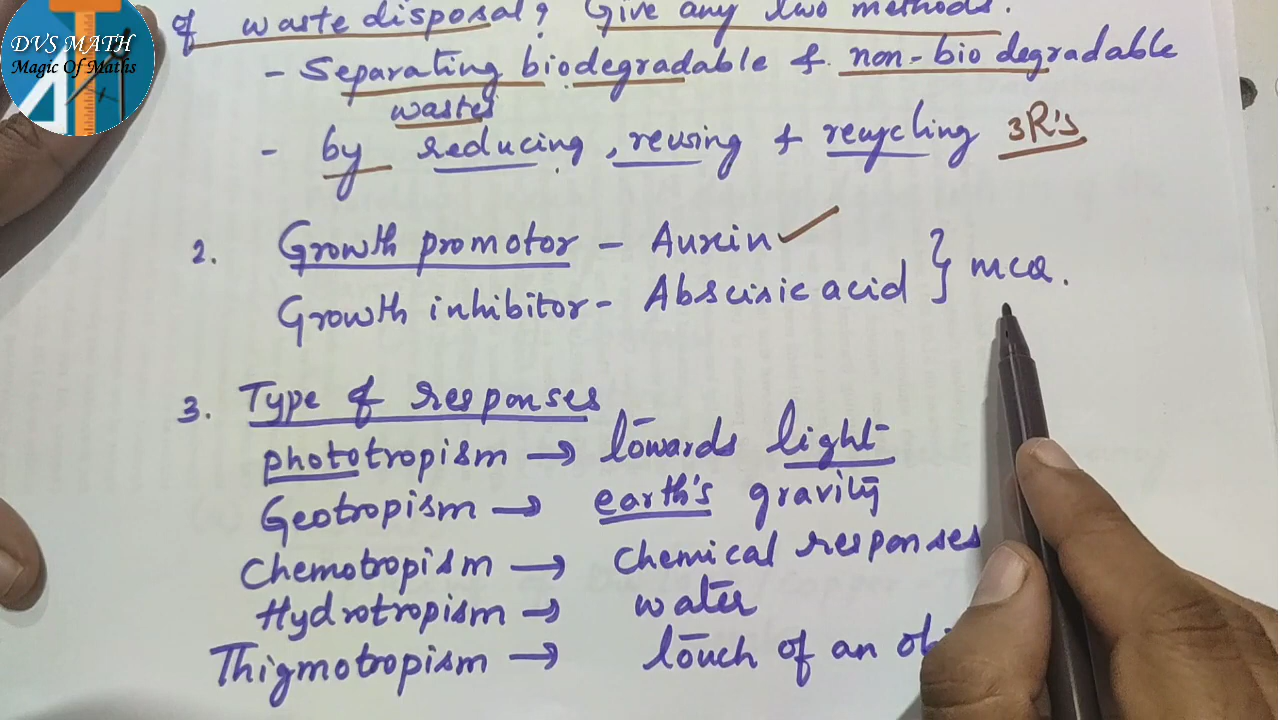 DVS MATH
Magic Of Maths
of waste disposal? Give any two methods.
- Separating biodegradable & non-biodegradable
wastes
- by reducing, reusing & recycling 3R's
2. Growth promotor - Auxin ✓
Growth inhibitor - Abscisic acid } MCQ.
3. Type of responses
phototropism → towards light
Geotropism → earth's gravity
Chemotropism → chemical responses
Hydrotropism → water
Thigmotropism → touch of an